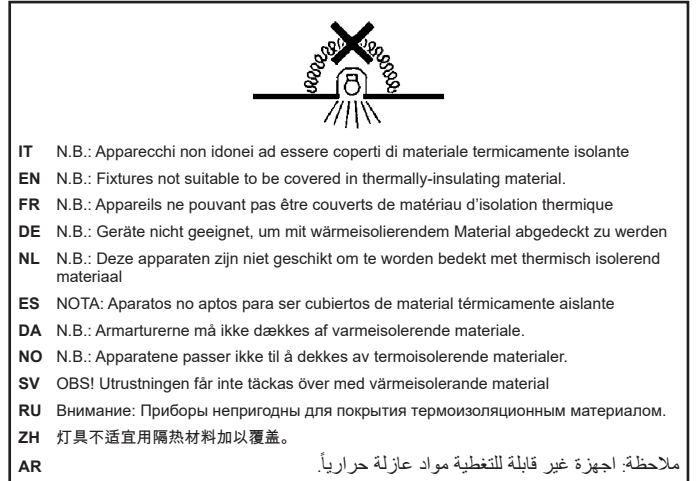 IT N.B.: Apparecchi non idonei ad essere coperti di materiale termicamente isolante
EN N.B.: Fixtures not suitable to be covered in thermally-insulating material.
FR N.B.: Appareils ne pouvant pas être couverts de matériau d’isolation thermique
DE N.B.: Geräte nicht geeignet, um mit wärmeisolierendem Material abgedeckt zu werden
NL N.B.: Deze apparaten zijn niet geschikt om te worden bedekt met thermisch isolerend
materiaal
ES NOTA: Aparatos no aptos para ser cubiertos de material térmicamente aislante
DA N.B.: Armarturerne må ikke dækkes af varmeisolerende materiale.
NO N.B.: Apparatene passer ikke til å dekkes av termoisolerende materialer.
SV OBS! Utrustningen får inte täckas över med värmeisolerande material
RU Внимание: Приборы непригодны для покрытия термоизоляционным материалом.
ZH 灯具不适宜用隔热材料加以覆盖。
AR ملاحظة: اجهزة غير قابلة للتغطية مواد عازلة حرارياً.